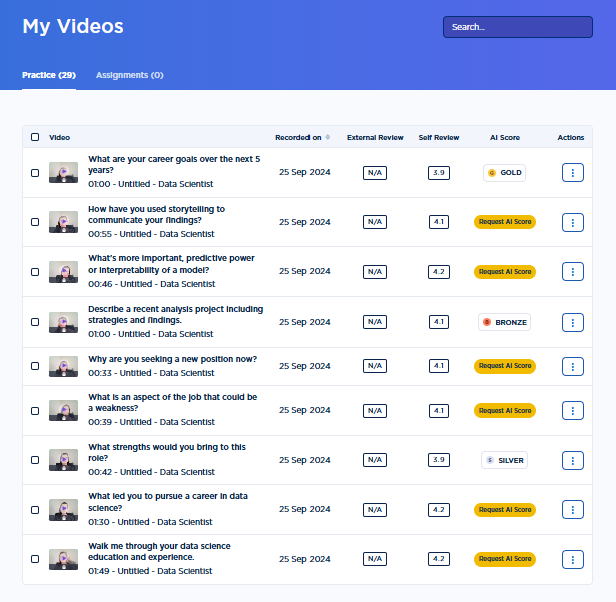 My Videos
Search...
Practice (29) Assignments (0)
Video Recorded on External Review Self Review AI Score Actions
What are your career goals over the next 5
years?
01:00 - Untitled - Data Scientist
25 Sep 2024 N/A 3.9 G GOLD
How have you used storytelling to
communicate your findings?
00:55 - Untitled - Data Scientist
25 Sep 2024 N/A 4.1 Request AI Score
What's more important, predictive power
or interpretability of a model?
00:46 - Untitled - Data Scientist
25 Sep 2024 N/A 4.2 Request AI Score
Describe a recent analysis project including
strategies and findings.
01:00 - Untitled - Data Scientist
25 Sep 2024 N/A 4.1 B BRONZE
Why are you seeking a new position now?
00:33 - Untitled - Data Scientist
25 Sep 2024 N/A 4.1 Request AI Score
What is an aspect of the job that could be
a weakness?
00:39 - Untitled - Data Scientist
25 Sep 2024 N/A 4.1 Request AI Score
What strengths would you bring to this
role?
00:42 - Untitled - Data Scientist
25 Sep 2024 N/A 3.9 S SILVER
What led you to pursue a career in data
science?
01:30 - Untitled - Data Scientist
25 Sep 2024 N/A 4.2 Request AI Score
Walk me through your data science
education and experience.
01:49 - Untitled - Data Scientist
25 Sep 2024 N/A 4.2 Request AI Score